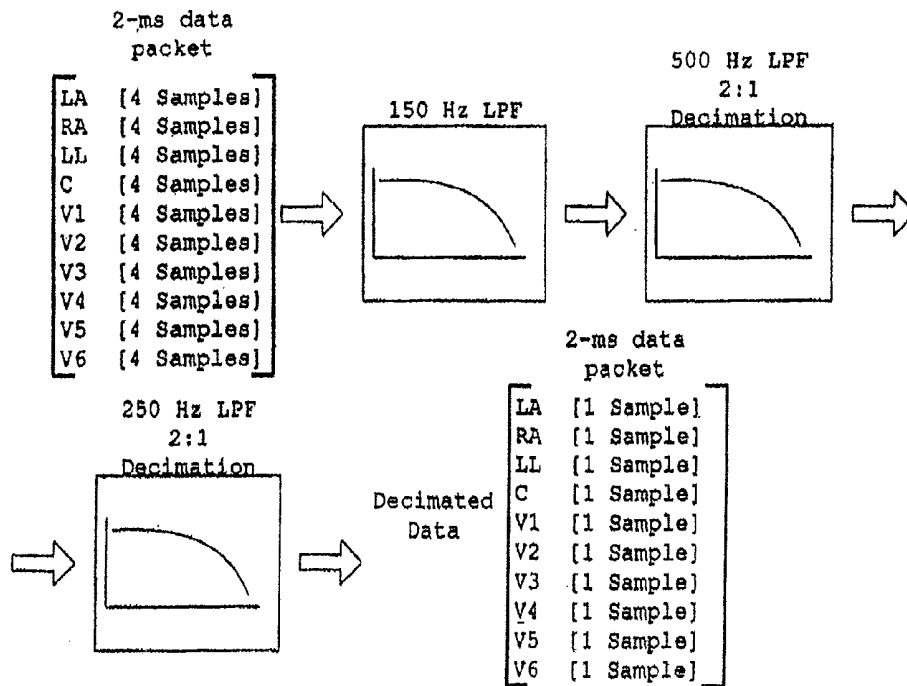 2-ms data
packet
LA [4 Samples]
RA [4 Samples]
LL [4 Samples]
C [4 Samples]
V1 [4 Samples]
V2 [4 Samples]
V3 [4 Samples]
V4 [4 Samples]
V5 [4 Samples]
V6 [4 Samples]
150 Hz LPF
500 Hz LPF
2:1
Decimation
250 Hz LPF
2:1
Decimation
Decimated
Data
2-ms data
packet
LA [1 Sample]
RA [1 Sample]
LL [1 Sample]
C [1 Sample]
V1 [1 Sample]
V2 [1 Sample]
V3 [1 Sample]
V4 [1 Sample]
V5 [1 Sample]
V6 [1 Sample]